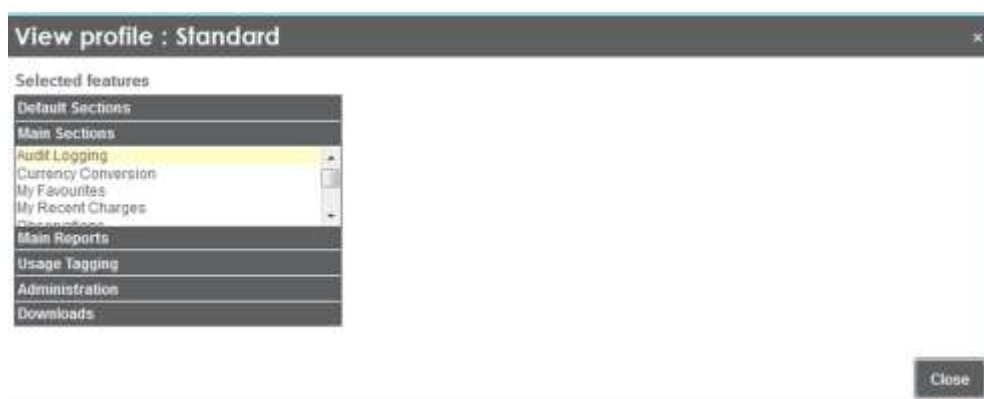 View profile : Standard
×
Selected features
Default Sections
Main Sections
Audit Logging
Currency Conversion
My Favourites
My Recent Charges
Observations
Main Reports
Usage Tagging
Administration
Downloads
Close